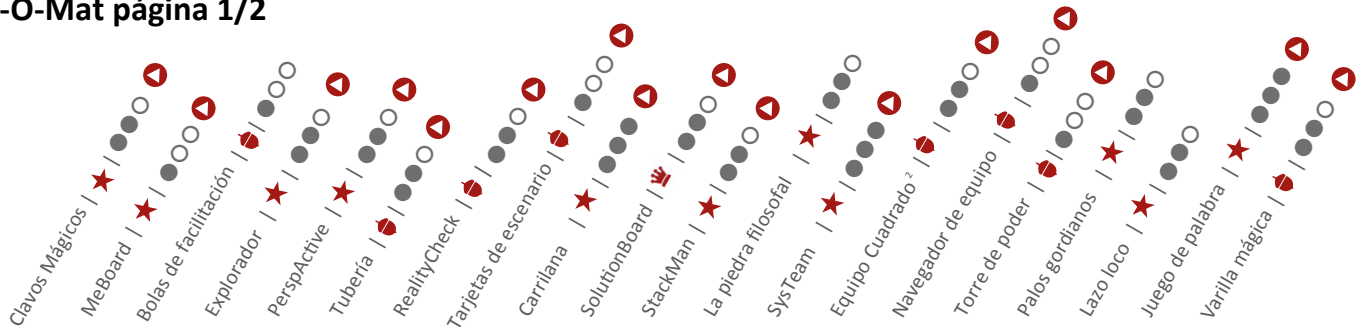 -O-Mat página 1/2
Clavos Mágicos | |
MeBoard | |
Bolas de facilitación | |
Explorador | |
PerspActive | |
Tubería | |
RealityCheck | |
Tarjetas de escenario | |
Carrilana | |
SolutionBoard | |
StackMan | |
La piedra filosofal | |
SysTeam | |
Equipo Cuadrado ² | |
Navegador de equipo | |
Torre de poder | |
Palos gordianos | |
Lazo loco | |
Juego de palabra | |
Varilla mágica | |